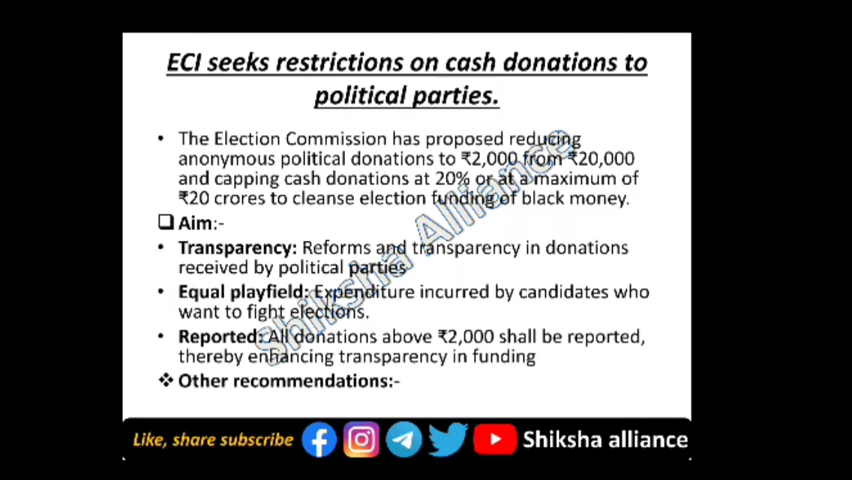 ECI seeks restrictions on cash donations to
political parties.
• The Election Commission has proposed reducing
anonymous political donations to ₹2,000 from ₹20,000
and capping cash donations at 20% or at a maximum of
₹20 crores to cleanse election funding of black money.
❑ Aim:-
• Transparency: Reforms and transparency in donations
received by political parties
• Equal playfield: Expenditure incurred by candidates who
want to fight elections.
• Reported: All donations above ₹2,000 shall be reported,
thereby enhancing transparency in funding
❖ Other recommendations:-
Shiksha Alliance
Like, share subscribe
Shiksha alliance